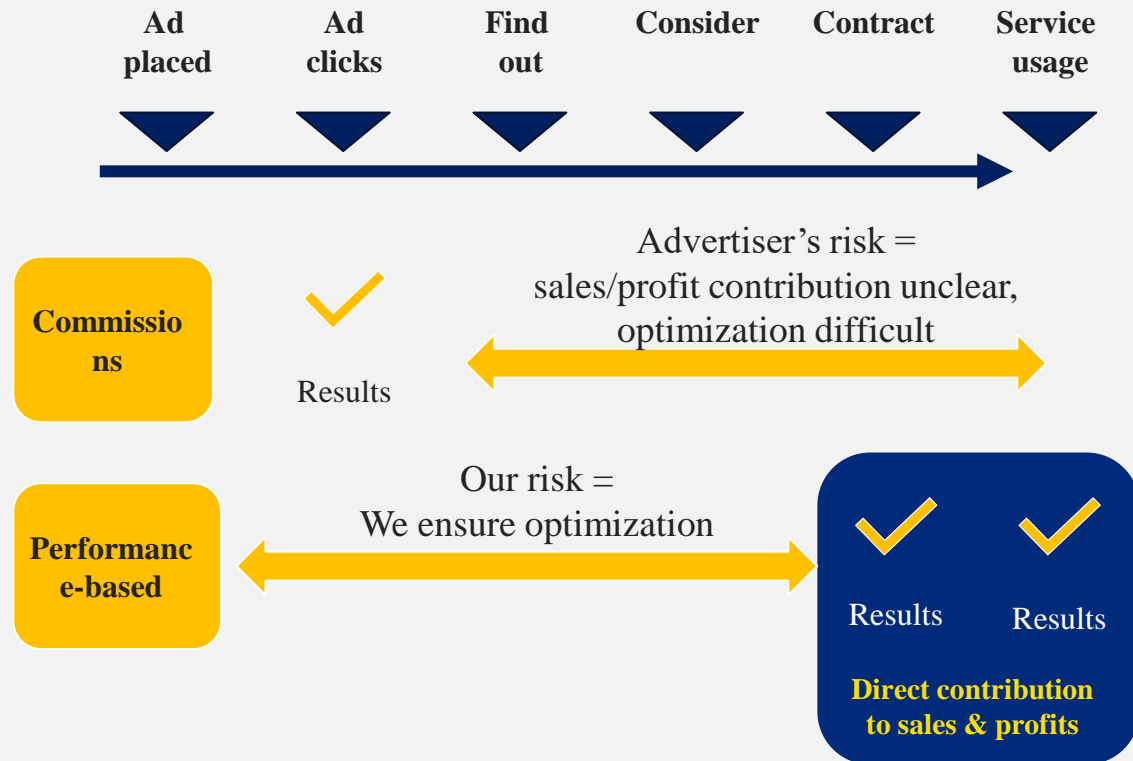 Ad
placed
Ad
clicks
Find
out
Consider
Contract
Service
usage
Commissio
ns
Results
Advertiser’s risk =
sales/profit contribution unclear,
optimization difficult
Performanc
e-based
Our risk =
We ensure optimization
Results
Results
Direct contribution
to sales & profits